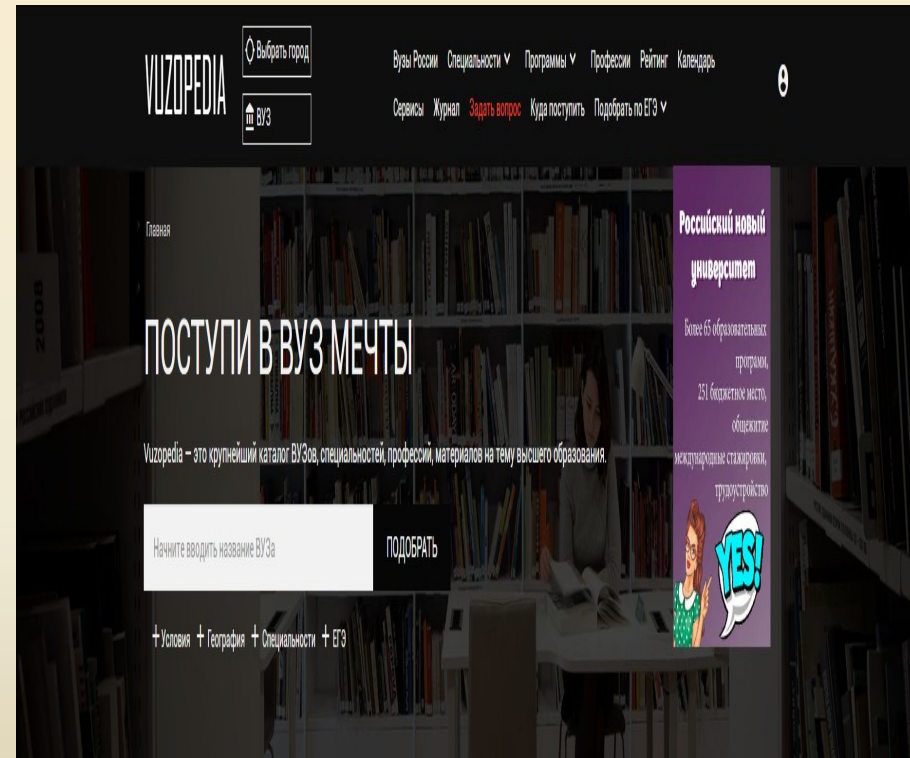 VUZOPEDIA
Выбрать город
ВУЗ
Вузы России Специальности Программы Профессии Рейтинг Календарь
Сервисы Журнал Задать вопрос Куда поступить Подобрать по ЕГЭ
Главная
ПОСТУПИ В ВУЗ МЕЧТЫ
Vuzopedia – это крупнейший каталог ВУЗов, специальностей, профессий, материалов на тему высшего образования.
Начните вводить название ВУЗа
ПОДОБРАТЬ
+ Условия + География + Специальности + ЕГЭ
Российский новый
университет
Более 65 образовательных
программ,
251 бюджетное место,
общежитие
международные стажировки,
трудоустройство
YES!
2008